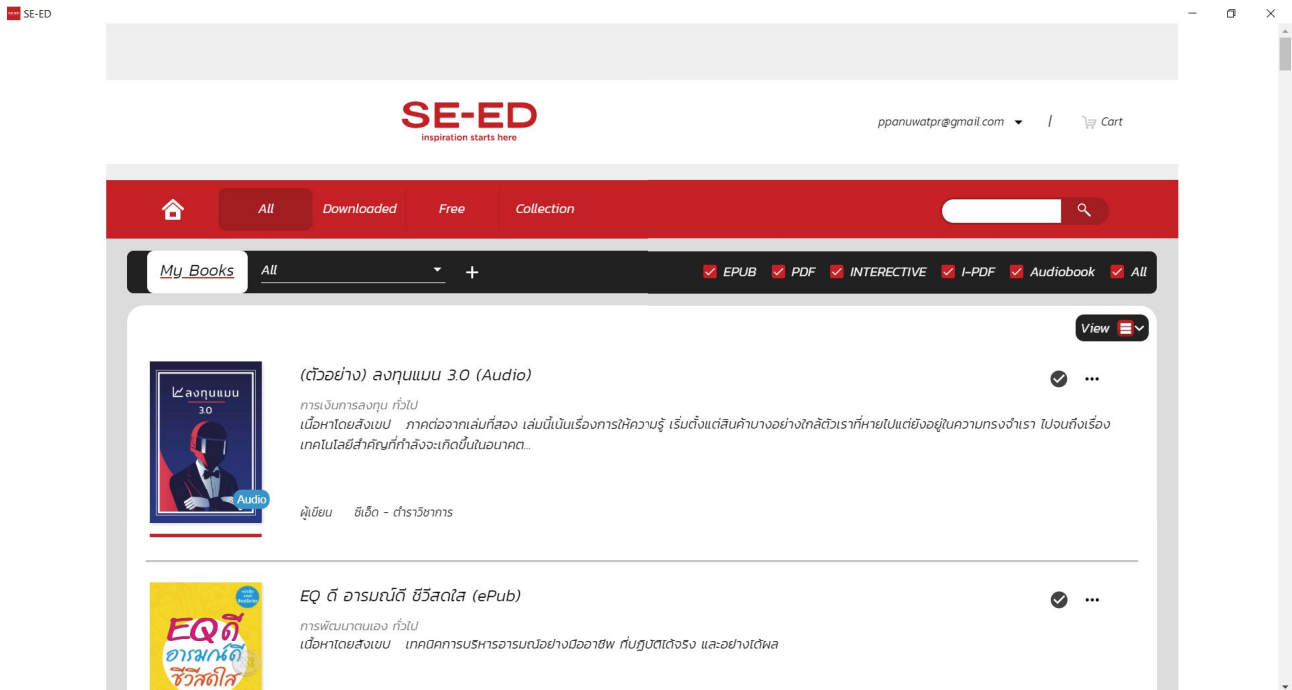 SE-ED
SE-ED
inspiration starts here
ppanuwatpr@gmail.com
/
Cart
All
Downloaded
Free
Collection
My Books
All
+
EPUB
PDF
INTERECTIVE
I-PDF
Audiobook
All
View
ลงทุนแมน
3.0
Audio
(ตัวอย่าง) ลงทุนแมน 3.0 (Audio)
การเงินการลงทุน ทั่วไป
เนื้อหาโดยสังเขป ภาคต่อจากเล่มที่สอง เล่มนี้เน้นเรื่องการให้ความรู้ เริ่มตั้งแต่สินค้าบางอย่างใกล้ตัวเราที่หายไปแต่ยังอยู่ในความทรงจำเรา ไปจนถึงเรื่อง
เทคโนโลยีสำคัญที่กำลังจะเกิดขึ้นในอนาคต...
ผู้เขียน ซีเอ็ด - ตำราวิชาการ
EQ ดี
อารมณ์ดี
ชีวีสดใส
EQ ดี อารมณ์ดี ชีวีสดใส (ePub)
การพัฒนาตนเอง ทั่วไป
เนื้อหาโดยสังเขป เทคนิคการบริหารอารมณ์อย่างมืออาชีพ ที่ปฏิบัติได้จริง และอย่างได้ผล